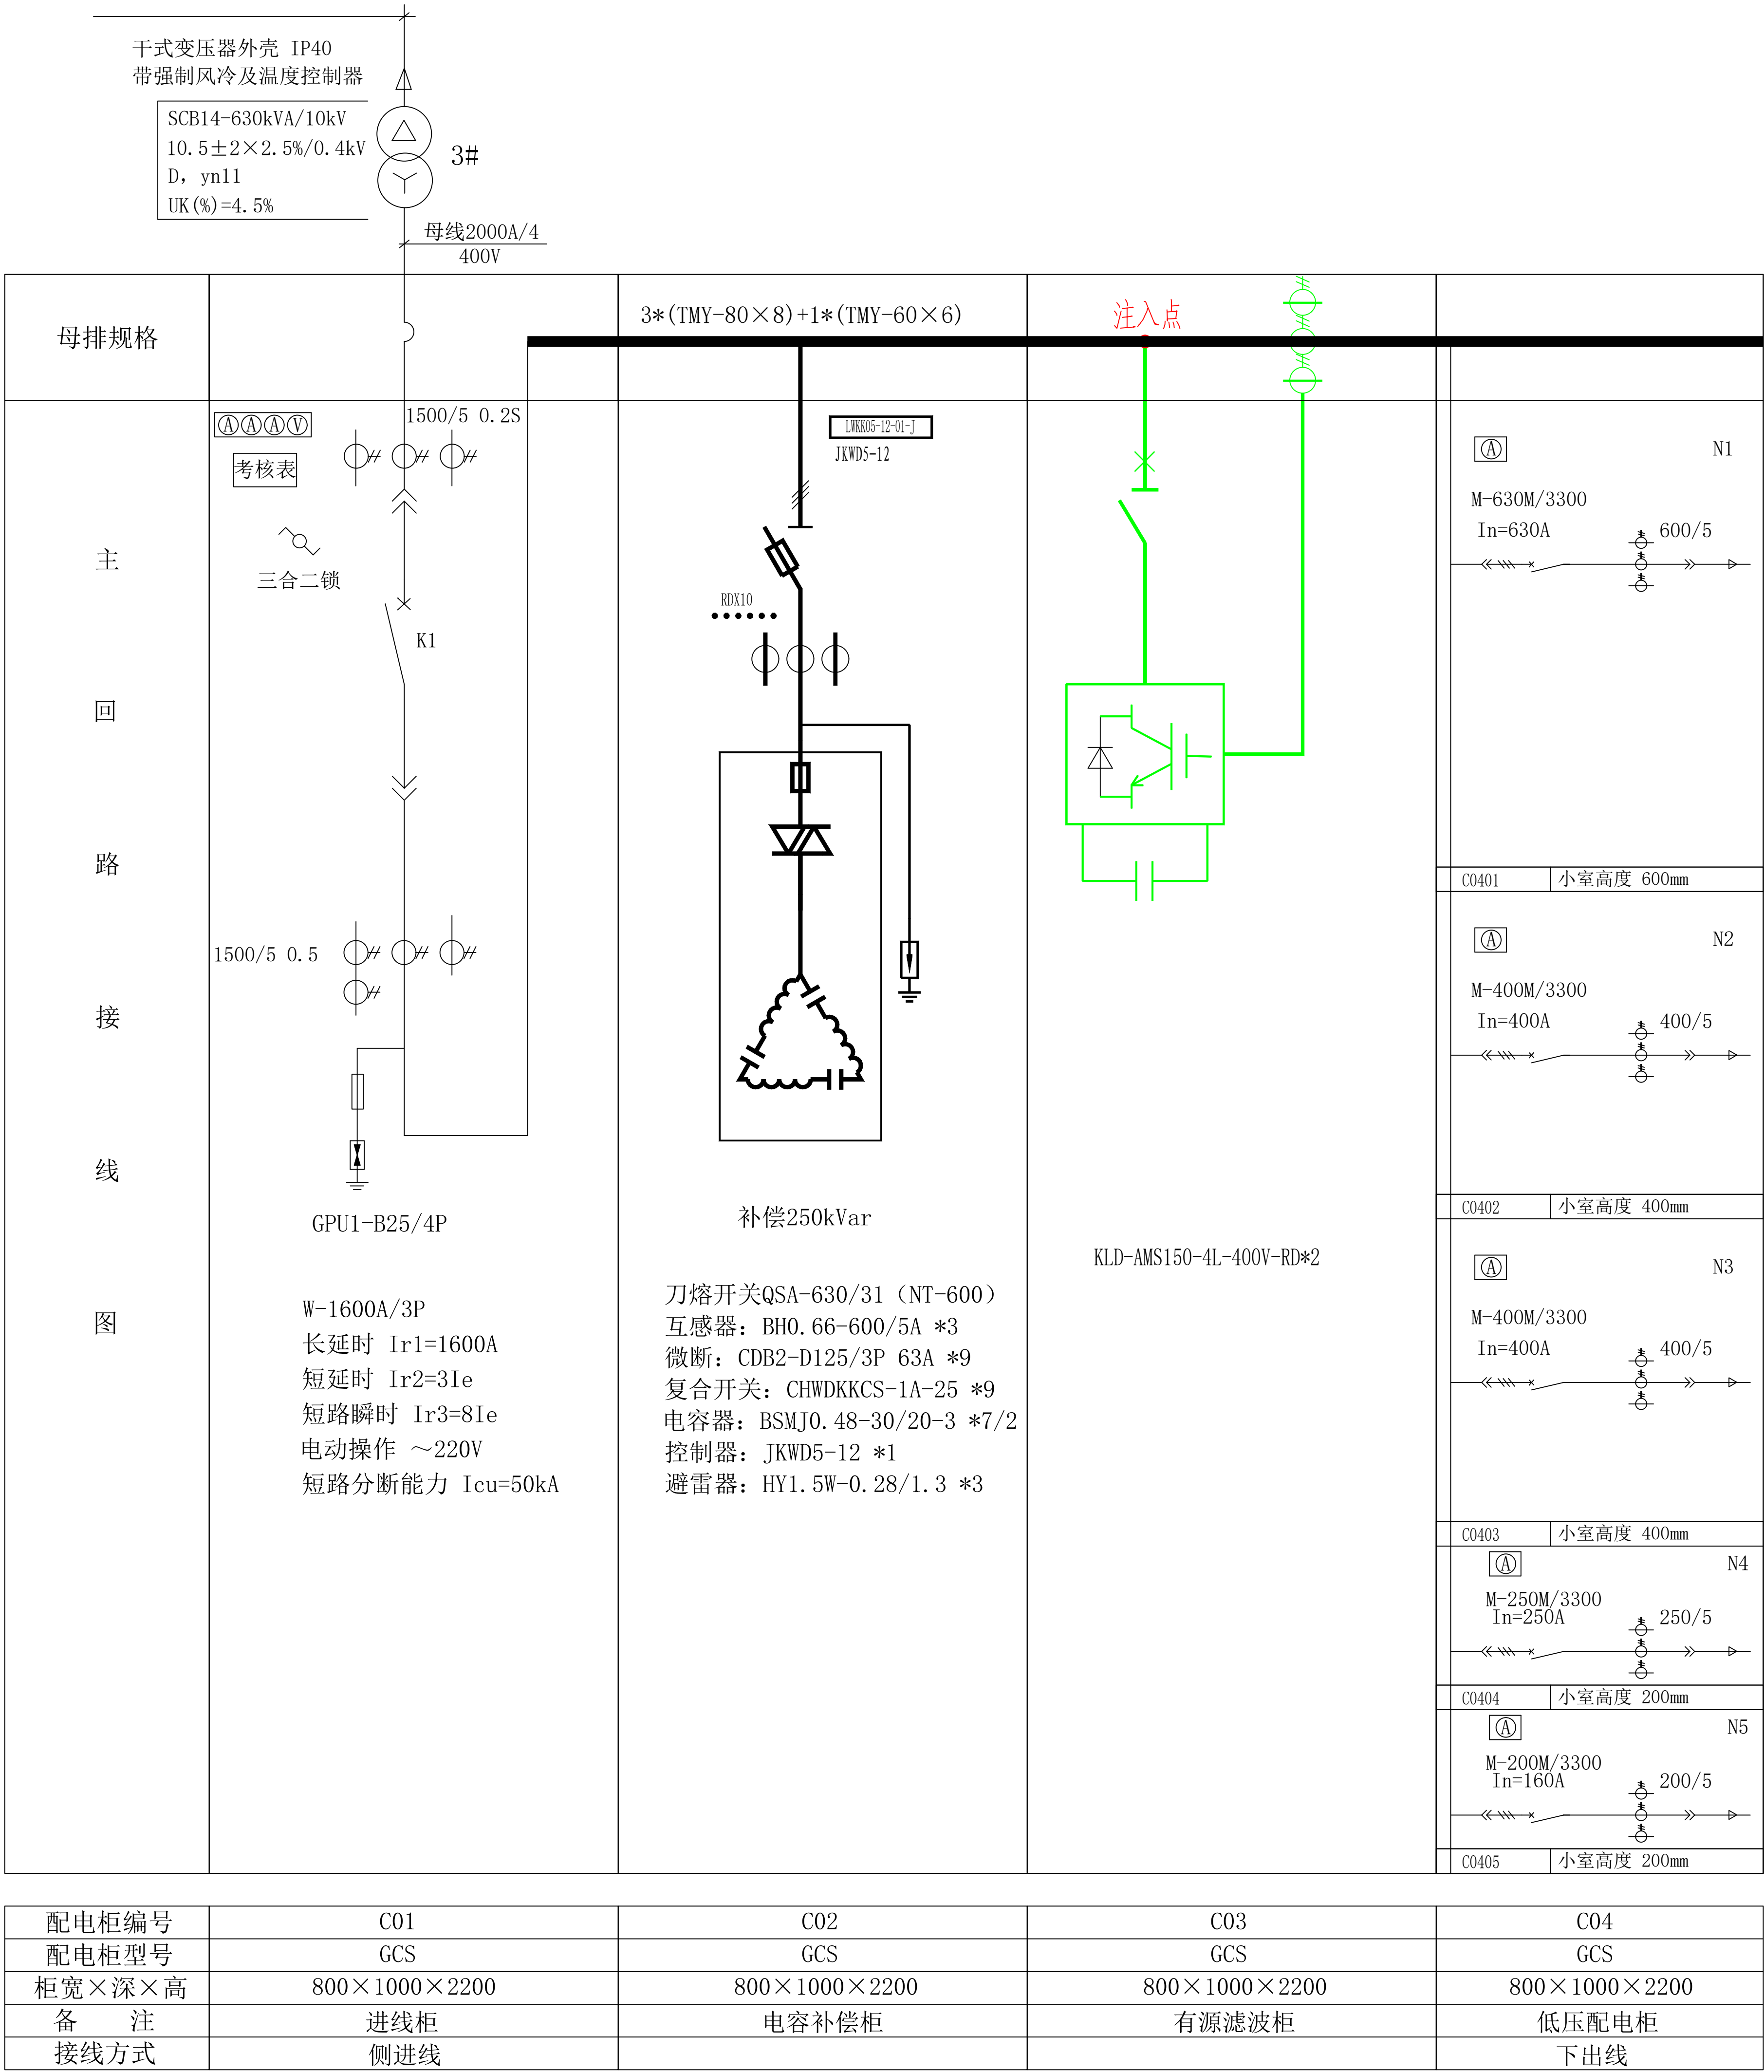 干式变压器外壳 IP40
带强制风冷及温度控制器
SCB14-630kVA/10kV
10.5±2×2.5%/0.4kV
D, yn11
UK(%)=4.5%
3#
母线2000A/4
400V
母排规格
3*(TMY-80×8)+1*(TMY-60×6)
注入点
主
回
路
接
线
图
A A A V
1500/5 0.2S
考核表
三合二锁
K1
1500/5 0.5
GPU1-B25/4P
W-1600A/3P
长延时 Ir1=1600A
短延时 Ir2=3Ie
短路瞬时 Ir3=8Ie
电动操作 ～220V
短路分断能力 Icu=50kA
LWKK05-12-01-J
JKWD5-12
RDX10
补偿250kVar
刀熔开关QSA-630/31（NT-600）
互感器：BH0.66-600/5A *3
微断：CDB2-D125/3P 63A *9
复合开关：CHWDKKCS-1A-25 *9
电容器：BSMJ0.48-30/20-3 *7/2
控制器：JKWD5-12 *1
避雷器：HY1.5W-0.28/1.3 *3
KLD-AMS150-4L-400V-RD*2
A N1
M-630M/3300
In=630A 600/5
C0401 小室高度 600mm
A N2
M-400M/3300
In=400A 400/5
C0402 小室高度 400mm
A N3
M-400M/3300
In=400A 400/5
C0403 小室高度 400mm
A N4
M-250M/3300
In=250A 250/5
C0404 小室高度 200mm
A N5
M-200M/3300
In=160A 200/5
C0405 小室高度 200mm
配电柜编号 C01 C02 C03 C04
配电柜型号 GCS GCS GCS GCS
柜宽×深×高 800×1000×2200 800×1000×2200 800×1000×2200 800×1000×2200
备 注 进线柜 电容补偿柜 有源滤波柜 低压配电柜
接线方式 侧进线 下出线